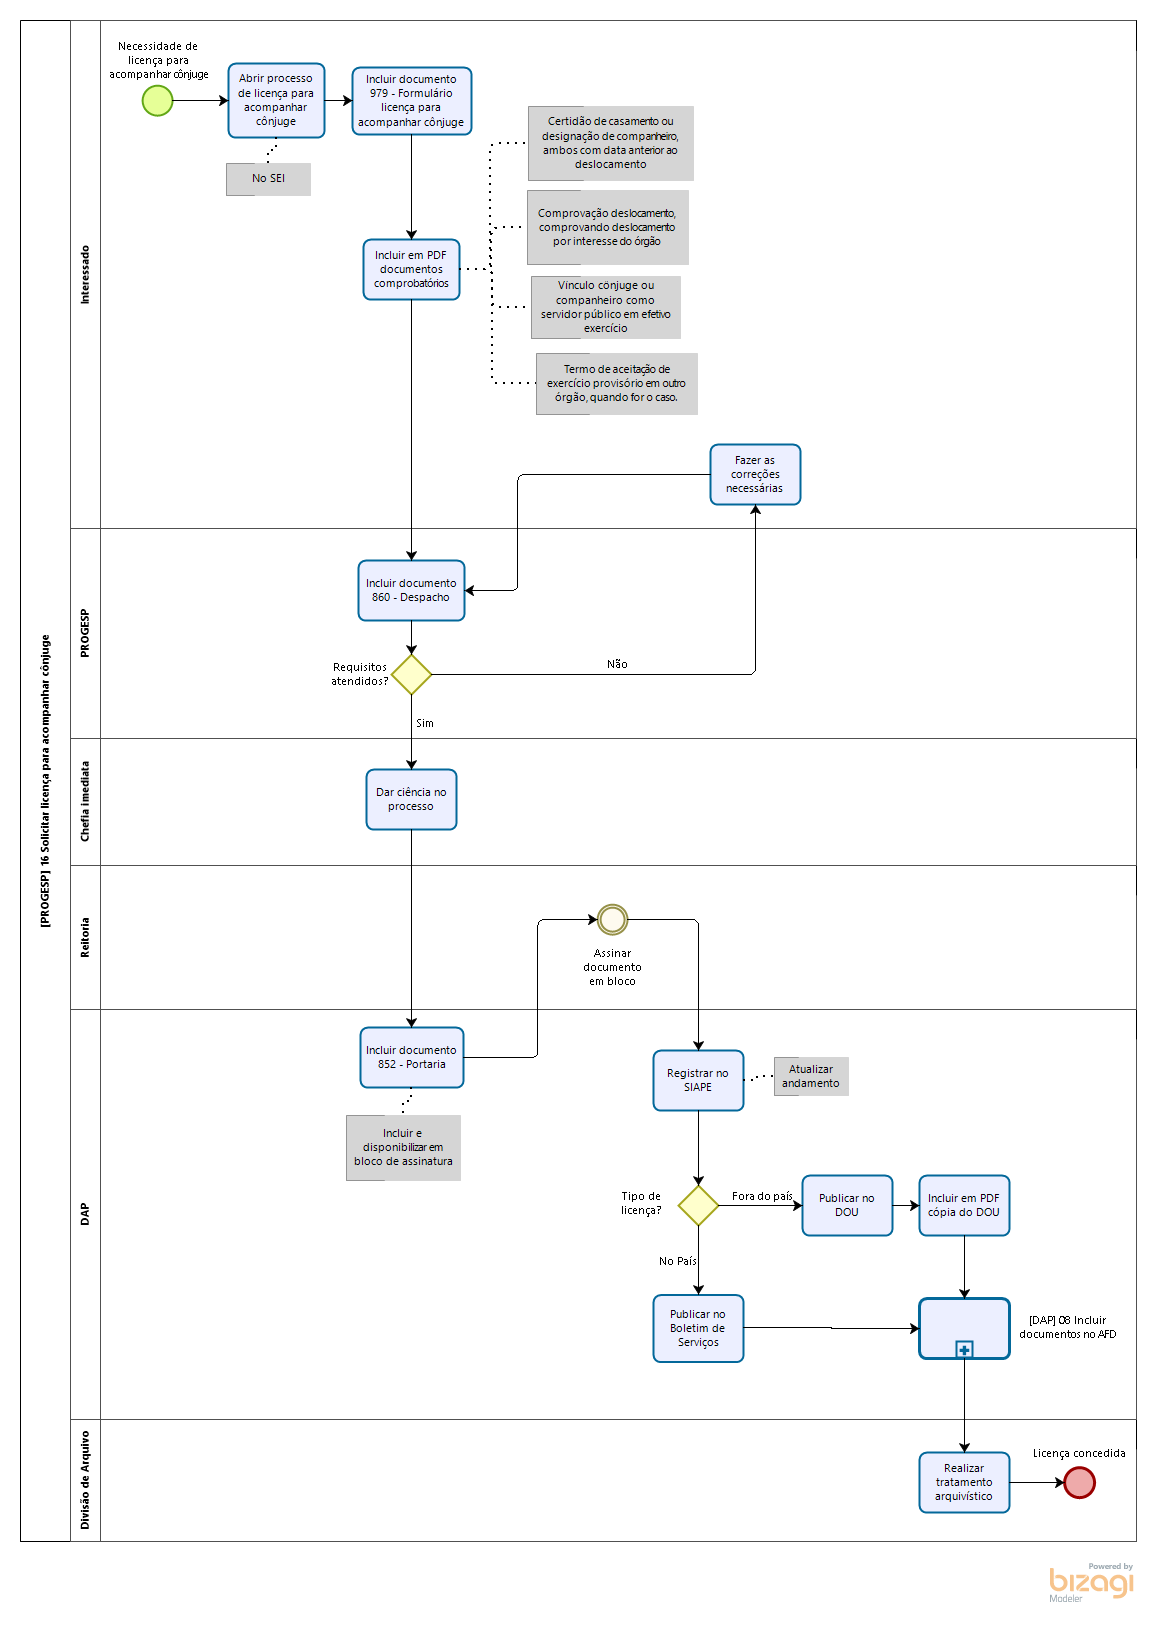 [PROGESP] 16 Solicitar licença para acompanhar cônjuge
Interessado
Necessidade de
licença para
acompanhar cônjuge
Abrir processo
de licença para
acompanhar
cônjuge
No SEI
Incluir documento
979 - Formulário
licença para
acompanhar cônjuge
Certidão de casamento ou
designação de companheiro,
ambos com data anterior ao
deslocamento
Comprovação deslocamento,
comprovando deslocamento
por interesse do órgão
Incluir em PDF
documentos
comprobatórios
Vínculo cônjuge ou
companheiro como
servidor público em efetivo
exercício
Termo de aceitação de
exercício provisório em outro
órgão, quando for o caso.
Fazer as
correções
necessárias
PROGESP
Incluir documento
860 - Despacho
Requisitos
atendidos?
Não
Sim
Chefia imediata
Dar ciência no
processo
Reitoria
Assinar
documento
em bloco
DAP
Incluir documento
852 - Portaria
Incluir e
disponibilizar em
bloco de assinatura
Registrar no
SIAPE
Atualizar
andamento
Tipo de
licença?
Fora do país
Publicar no
DOU
Incluir em PDF
cópia do DOU
No País
Publicar no
Boletim de
Serviços
[DAP] 08 Incluir
documentos no AFD
Divisão de Arquivo
Realizar
tratamento
arquivístico
Licença concedida
Powered by
bizagi
Modeler